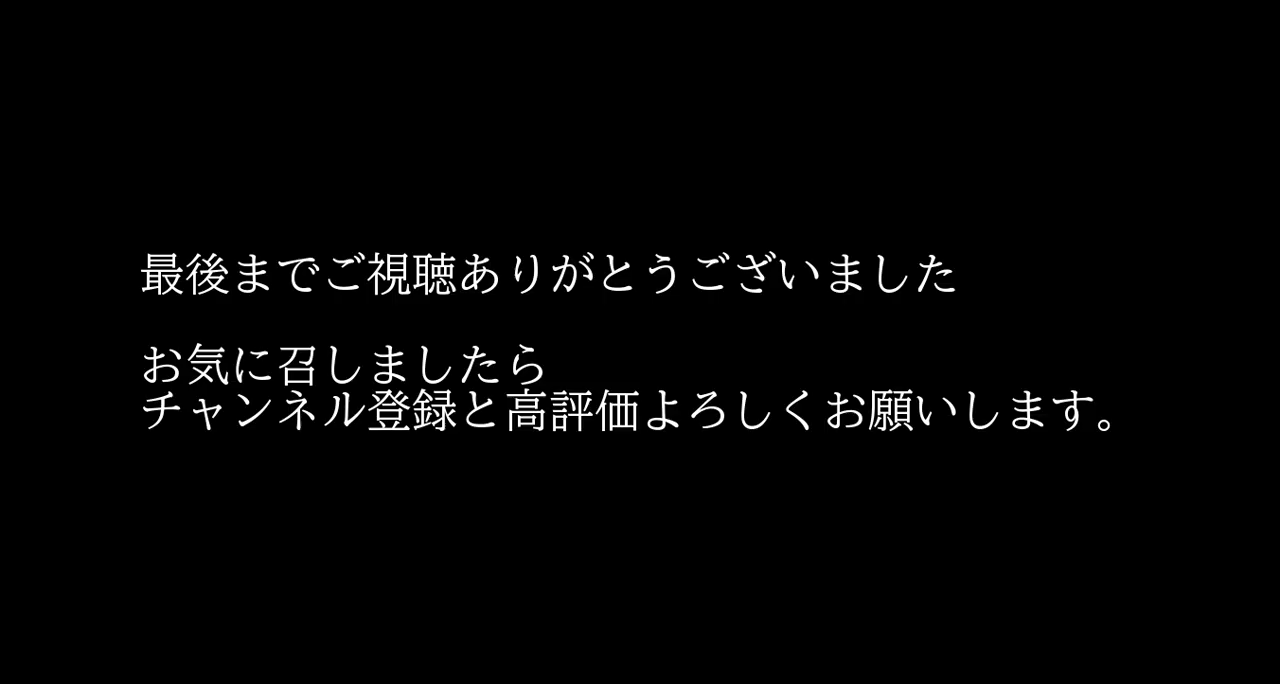 最後までご視聴ありがとうございました
お気に召しましたら
チャンネル登録と高評価よろしくお願いします。